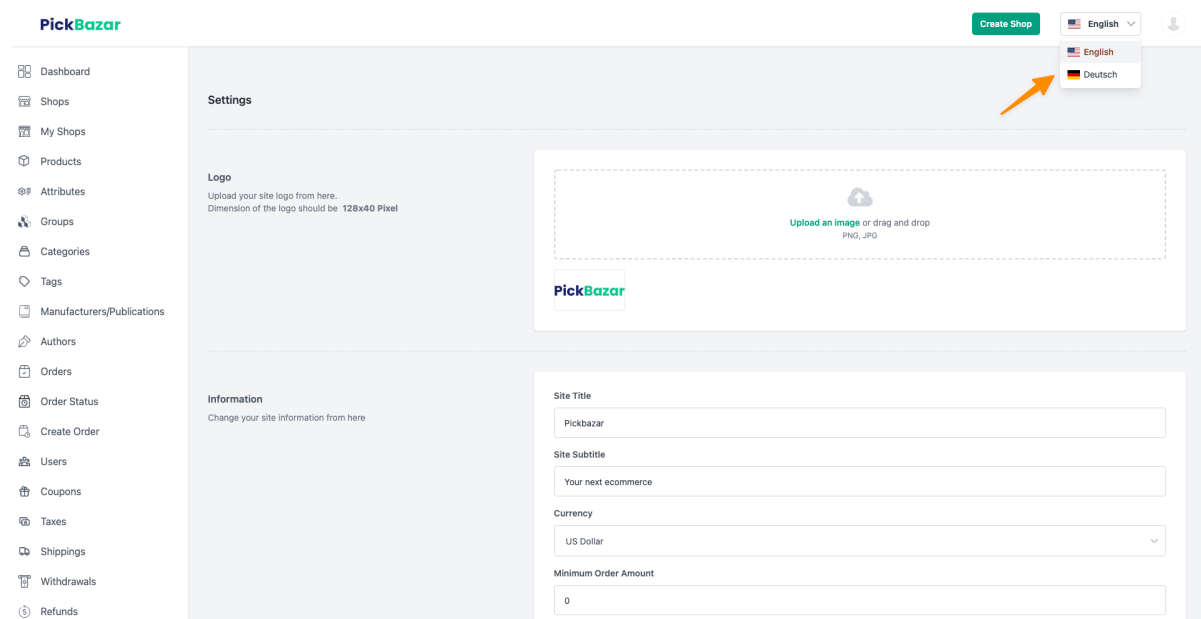 PickBazar
Create Shop
English
English
Deutsch
Dashboard
Shops
My Shops
Products
Attributes
Groups
Categories
Tags
Manufacturers/Publications
Authors
Orders
Order Status
Create Order
Users
Coupons
Taxes
Shippings
Withdrawals
Refunds
Settings
Logo
Upload your site logo from here.
Dimension of the logo should be 128x40 Pixel
Upload an image or drag and drop
PNG, JPG
PickBazar
Information
Change your site information from here
Site Title
Pickbazar
Site Subtitle
Your next ecommerce
Currency
US Dollar
Minimum Order Amount
0